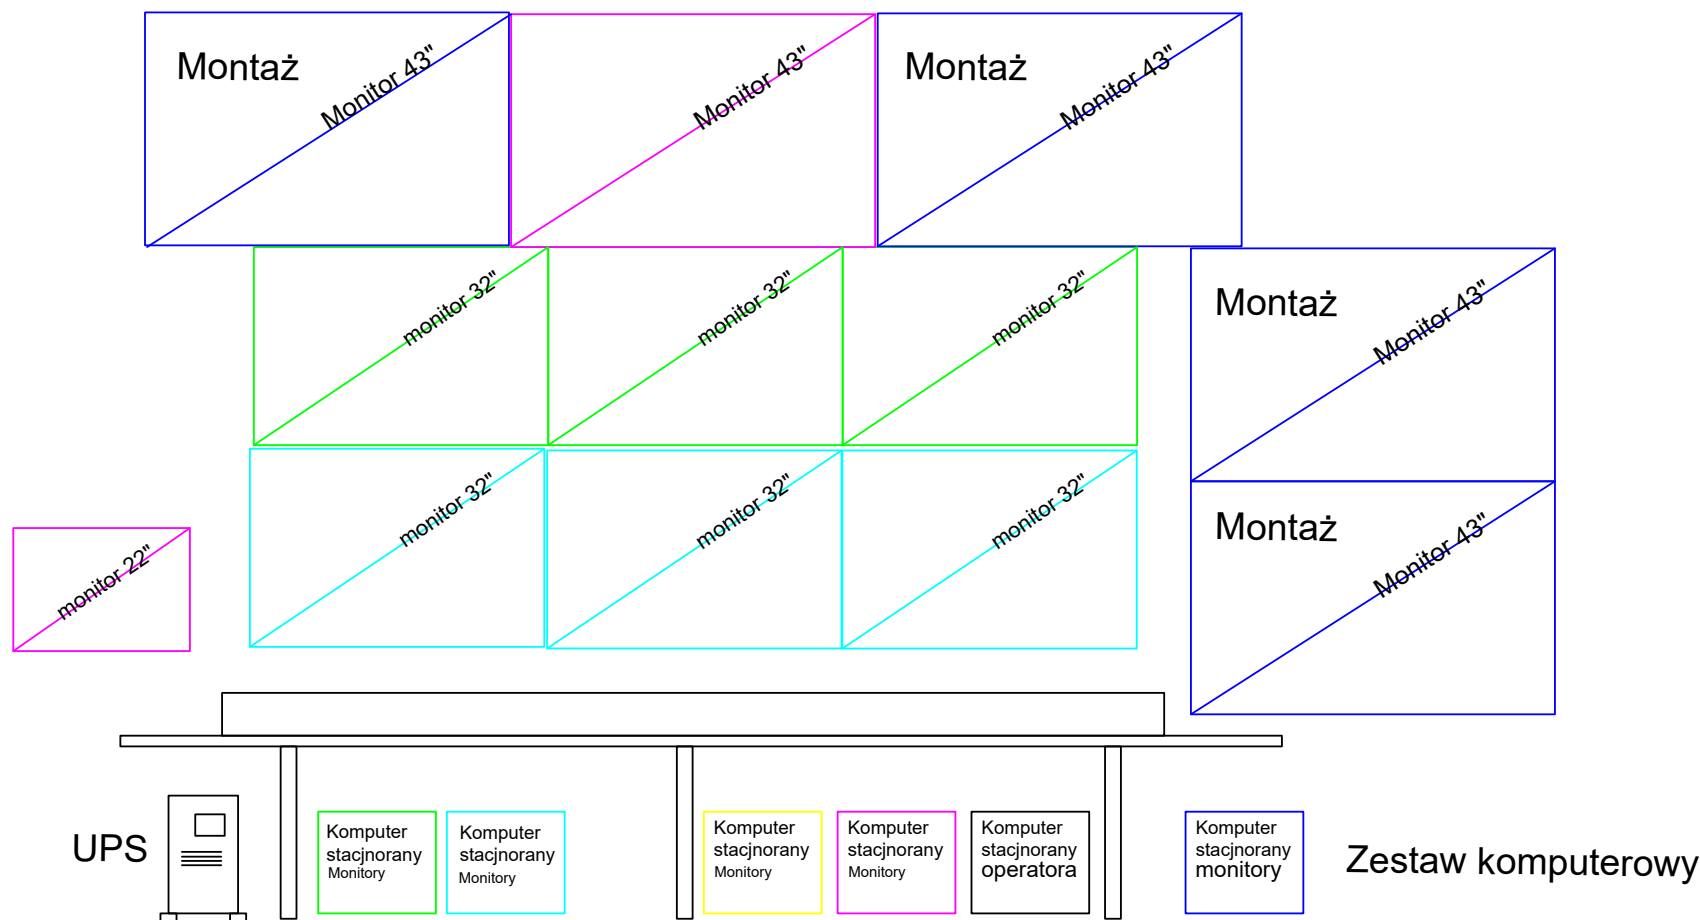 Montaż
Monitor 43"
Monitor 43"
Montaż
Monitor 43"
monitor 32"
monitor 32"
monitor 32"
Montaż
Monitor 43"
monitor 32"
monitor 32"
monitor 32"
Montaż
Monitor 43"
monitor 22"
UPS
Komputer
stacjnorany
Monitory
Komputer
stacjnorany
Monitory
Komputer
stacjnorany
Monitory
Komputer
stacjnorany
Monitory
Komputer
stacjnorany
operatora
Komputer
stacjnorany
monitory
Zestaw komputerowy